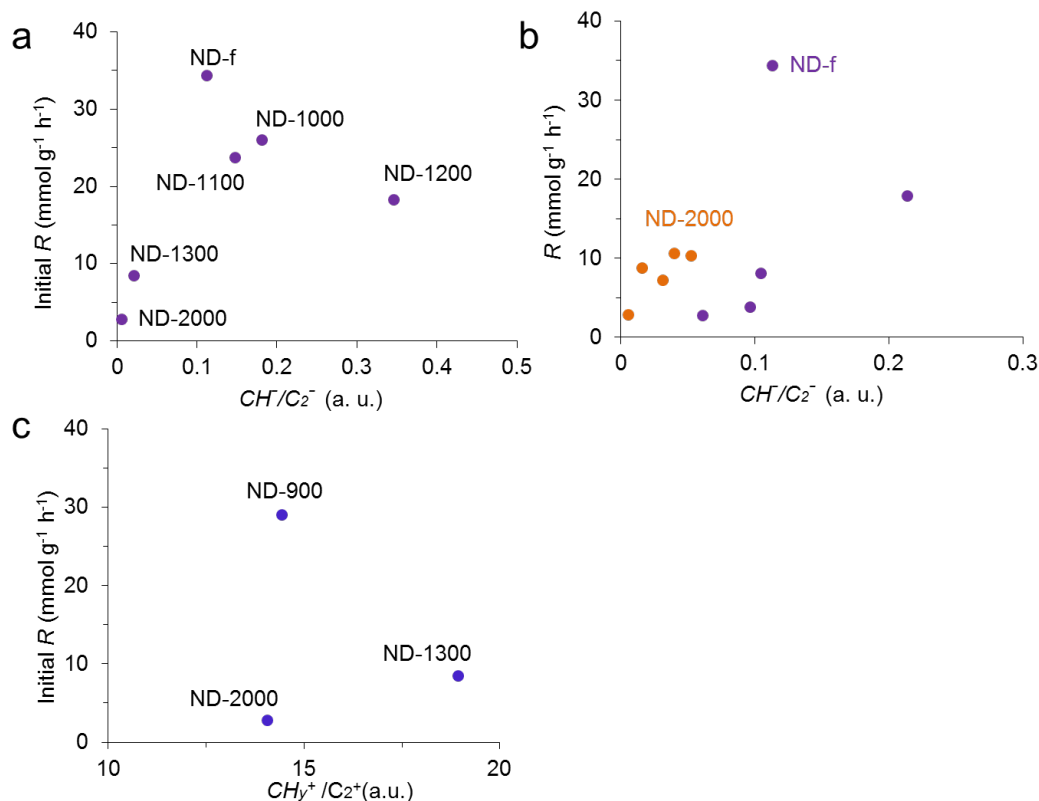 a
ND-f
ND-1000
ND-1100
ND-1200
ND-1300
ND-2000
Initial R (mmol g⁻¹ h⁻¹)
40
30
20
10
0
0 0.1 0.2 0.3 0.4 0.5
CH⁻/C₂⁻ (a. u.)
b
ND-f
ND-2000
R (mmol g⁻¹ h⁻¹)
40
30
20
10
0
0 0.1 0.2 0.3
CH⁻/C₂⁻ (a. u.)
c
ND-900
ND-1300
ND-2000
Initial R (mmol g⁻¹ h⁻¹)
40
30
20
10
0
10 15 20
CHy⁺ /C₂⁺(a.u.)